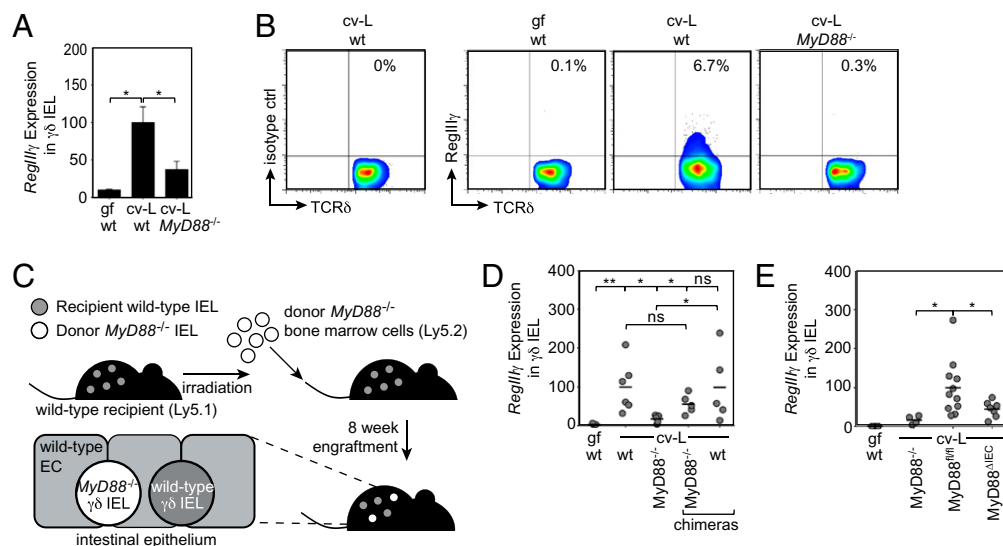 A
RegIIIγ Expression
in γδ IEL
200
150
100
50
0
*
*
gf
wt
cv-L
wt
cv-L
MyD88-/-
B
cv-L
wt
gf
wt
cv-L
wt
cv-L
MyD88-/-
0%
0.1%
6.7%
0.3%
isotype ctrl
TCRδ
RegIIIγ
TCRδ
C
Recipient wild-type IEL
Donor MyD88-/- IEL
donor MyD88-/-
bone marrow cells (Ly5.2)
irradiation
wild-type recipient (Ly5.1)
8 week
engraftment
wild-type
EC
MyD88-/-
γδ IEL
wild-type
γδ IEL
intestinal epithelium
D
RegIIIγ Expression
in γδ IEL
400
300
200
100
0
**
*
*
ns
*
ns
gf
wt
wt
MyD88-/-
MyD88-/-
wt
cv-L
chimeras
E
RegIIIγ Expression
in γδ IEL
400
300
200
100
0
*
*
gf
wt
cv-L
MyD88-/-
MyD88fl/fl
MyD88ΔIEC